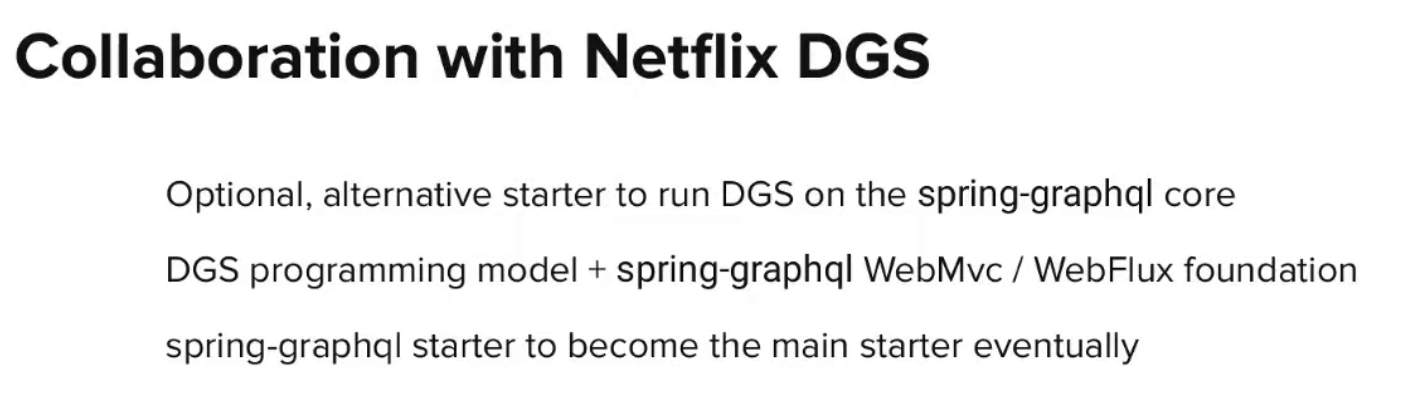 Collaboration with Netflix DGS
Optional, alternative starter to run DGS on the spring-graphql core
DGS programming model + spring-graphql WebMvc / WebFlux foundation
spring-graphql starter to become the main starter eventually